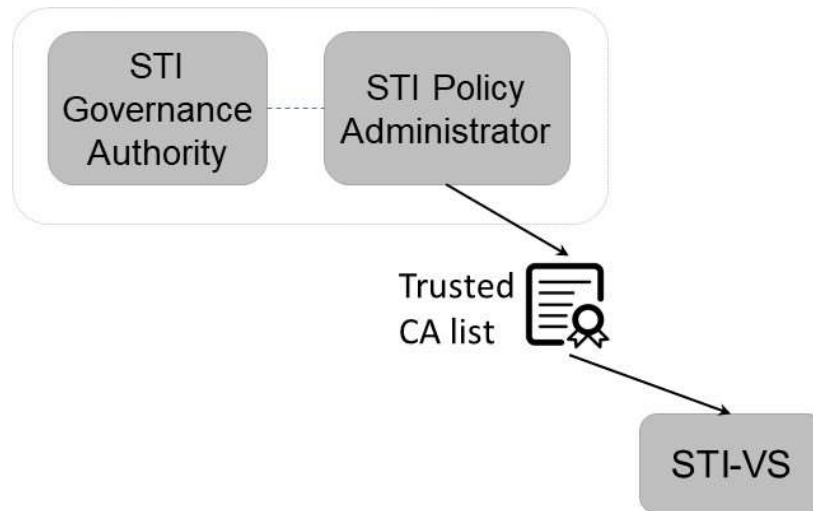 STI
Governance
Authority
STI Policy
Administrator
Trusted
CA list
STI-VS